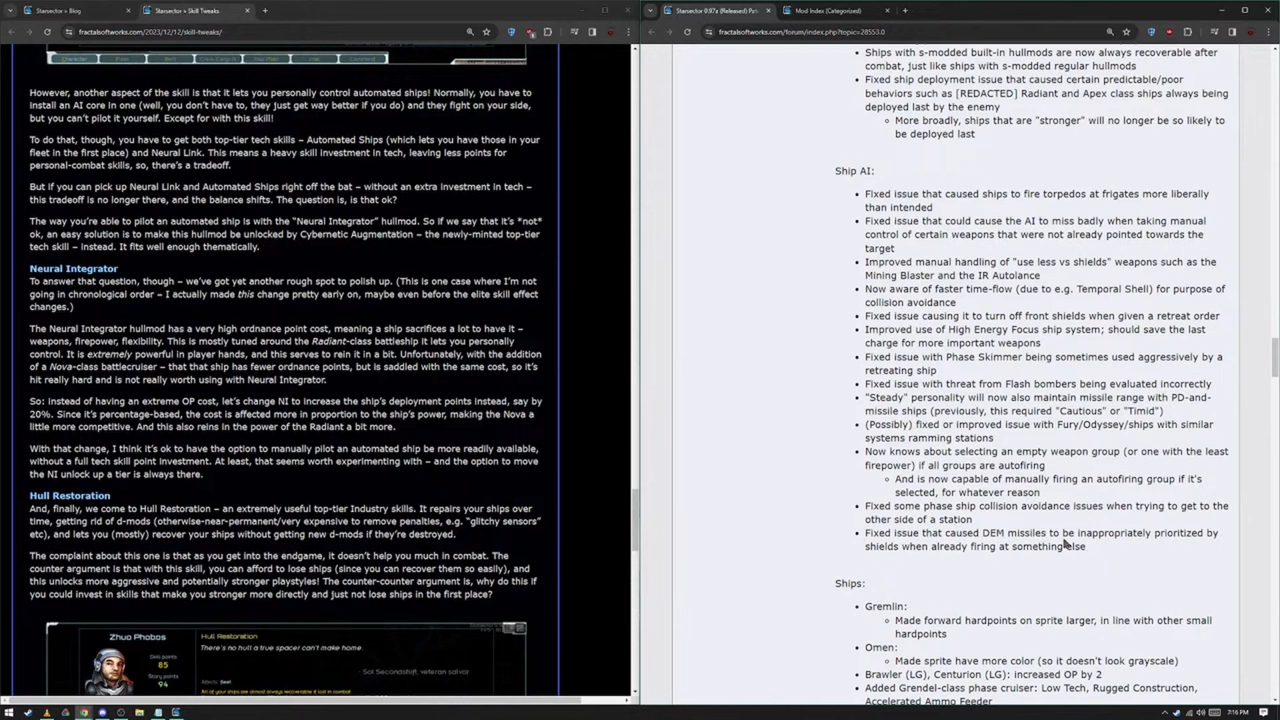 Starsector » Blog
Starsector » Skill Tweaks
fractalsoftworks.com/2023/12/12/skill-tweaks/
However, another aspect of the skill is that it lets you personally control automated ships! Normally, you have to
install an AI core in one (well, you don't have to, they just get way better if you do) and they fight on your side,
but you can't pilot it yourself. Except for with this skill!
To do that, though, you have to get both top-tier tech skills – Automated Ships (which lets you have those in your
fleet in the first place) and Neural Link. This means a heavy skill investment in tech, leaving less points for
personal-combat skills, so, there's a tradeoff.
But if you can pick up Neural Link and Automated Ships right off the bat – without an extra investment in tech –
this tradeoff is no longer there, and the balance shifts. The question is, is that ok?
The way you're able to pilot an automated ship is with the "Neural Integrator" hullmod. So if we say that it's *not*
ok, an easy solution is to make this hullmod be unlocked by Cybernetic Augmentation – the newly-minted top-tier
tech skill – instead. It fits well enough thematically.
Neural Integrator
To answer that question, though – we've got yet another rough spot to polish up. (This is one case where I'm not
going in chronological order – I actually made this change pretty early on, maybe even before the elite skill effect
changes.)
The Neural Integrator hullmod has a very high ordnance point cost, meaning a ship sacrifices a lot to have it –
weapons, firepower, flexibility. This is mostly tuned around the Radiant-class battleship it lets you personally
control. It is extremely powerful in player hands, and this serves to rein it in a bit. Unfortunately, with the addition
of a Nova-class battlecruiser – that that ship has fewer ordnance points, but is saddled with the same cost, so it's
hit really hard and is not really worth using with Neural Integrator.
So: instead of having an extreme OP cost, let's change NI to increase the ship's deployment points instead, say by
20%. Since it's percentage-based, the cost is affected more in proportion to the ship's power, making the Nova a
little more competitive. And this also reins in the power of the Radiant a bit more.
With that change, I think it's ok to have the option to manually pilot an automated ship be more readily available,
without a full tech skill point investment. At least, that seems worth experimenting with – and the option to move
the NI unlock up a tier is always there.
Hull Restoration
And, finally, we come to Hull Restoration – an extremely useful top-tier Industry skills. It repairs your ships over
time, getting rid of d-mods (otherwise-near-permanent/very expensive to remove penalties, e.g. "glitchy sensors"
etc), and lets you (mostly) recover your ships without getting new d-mods if they're destroyed.
The complaint about this one is that as you get into the endgame, it doesn't help you much in combat. The
counter argument is that with this skill, you can afford to lose ships (since you can recover them so easily), and
this unlocks more aggressive and potentially stronger playstyles! The counter-counter argument is, why do this if
you could invest in skills that make you stronger more directly and just not lose ships in the first place?
Zhuo Phobos
Skill points
85
Story points
94
Hull Restoration
There's no hull a true spacer can't make home.
- Sol Secondshift, veteran salvor
Affects: fleet
All of your ships are almost always recoverable if lost in combat
Starsector 0.97a (Released) Pat
Mod Index (Categorized)
fractalsoftworks.com/forum/index.php?topic=28553.0
Ships with s-modded built-in hullmods are now always recoverable after
combat, just like ships with s-modded regular hullmods
Fixed ship deployment issue that caused certain predictable/poor
behaviors such as [REDACTED] Radiant and Apex class ships always being
deployed last by the enemy
More broadly, ships that are "stronger" will no longer be so likely to
be deployed last
Ship AI:
Fixed issue that caused ships to fire torpedos at frigates more liberally
than intended
Fixed issue that could cause the AI to miss badly when taking manual
control of certain weapons that were not already pointed towards the
target
Improved manual handling of "use less vs shields" weapons such as the
Mining Blaster and the IR Autolance
Now aware of faster time-flow (due to e.g. Temporal Shell) for purpose of
collision avoidance
Fixed issue causing it to turn off front shields when given a retreat order
Improved use of High Energy Focus ship system; should save the last
charge for more important weapons
Fixed issue with Phase Skimmer being sometimes used aggressively by a
retreating ship
Fixed issue with threat from Flash bombers being evaluated incorrectly
"Steady" personality will now also maintain missile range with PD-and-
missile ships (previously, this required "Cautious" or "Timid")
(Possibly) fixed or improved issue with Fury/Odyssey/ships with similar
systems ramming stations
Now knows about selecting an empty weapon group (or one with the least
firepower) if all groups are autofiring
And is now capable of manually firing an autofiring group if it's
selected, for whatever reason
Fixed some phase ship collision avoidance issues when trying to get to the
other side of a station
Fixed issue that caused DEM missiles to be inappropriately prioritized by
shields when already firing at something else
Ships:
Gremlin:
Made forward hardpoints on sprite larger, in line with other small
hardpoints
Omen:
Made sprite have more color (so it doesn't look grayscale)
Brawler (LG), Centurion (LG): increased OP by 2
Added Grendel-class phase cruiser: Low Tech, Rugged Construction,
Accelerated Ammo Feeder
7:16 PM